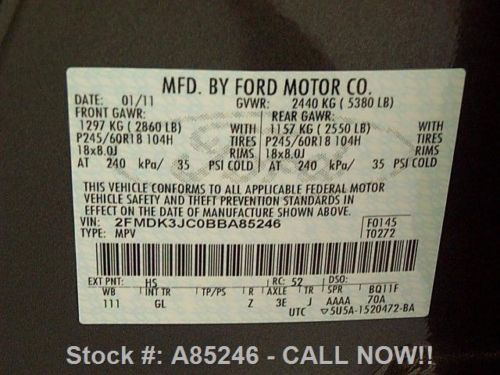 MFD. BY FORD MOTOR CO.
DATE: 01/11 GVWR: 2440 KG ( 5380 LB)
FRONT GAWR: REAR GAWR:
1297 KG ( 2860 LB) WITH 1157 KG ( 2550 LB) WITH
P245/60R18 104H TIRES P245/60R18 104H TIRES
18x8.0J RIMS 18x8.0J RIMS
AT 240 kPa/ 35 PSI COLD AT 240 kPa/ 35 PSI COLD
THIS VEHICLE CONFORMS TO ALL APPLICABLE FEDERAL MOTOR
VEHICLE SAFETY AND THEFT PREVENTION STANDARDS IN
EFFECT ON THE DATE OF MANUFACTURE SHOWN ABOVE.
VIN: 2FMDK3JC0BBA85246 F0145
TYPE: MPV T0272
EXT PNT: HS RC: 52 DSO:
WB INT TR TP/PS R AXLE TR SPR BQ11F
111 GL Z 3E J AAAA 70A
UTC 5U5A-1520472-BA
Stock #: A85246 - CALL NOW!!